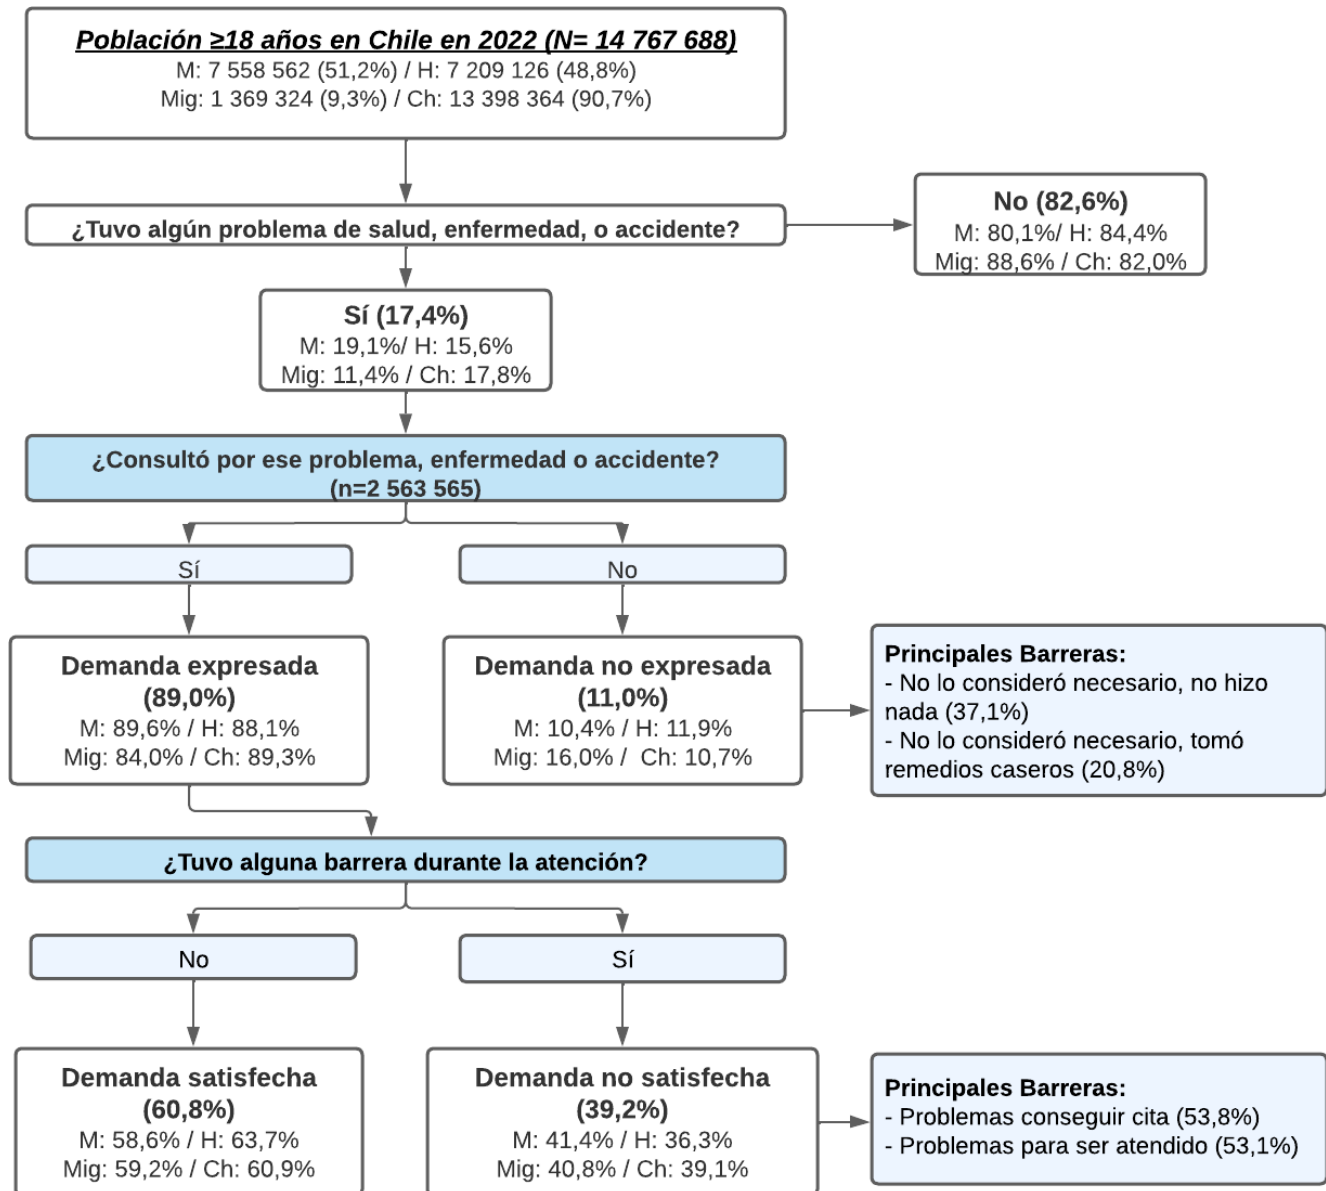 Población ≥18 años en Chile en 2022 (N= 14 767 688)
M: 7 558 562 (51,2%) / H: 7 209 126 (48,8%)
Mig: 1 369 324 (9,3%) / Ch: 13 398 364 (90,7%)
¿Tuvo algún problema de salud, enfermedad, o accidente?
No (82,6%)
M: 80,1%/ H: 84,4%
Mig: 88,6% / Ch: 82,0%
Sí (17,4%)
M: 19,1%/ H: 15,6%
Mig: 11,4% / Ch: 17,8%
¿Consultó por ese problema, enfermedad o accidente?
(n=2 563 565)
Sí
No
Demanda expresada
(89,0%)
M: 89,6% / H: 88,1%
Mig: 84,0% / Ch: 89,3%
Demanda no expresada
(11,0%)
M: 10,4% / H: 11,9%
Mig: 16,0% /  Ch: 10,7%
Principales Barreras:
- No lo consideró necesario, no hizo
nada (37,1%)
- No lo consideró necesario, tomó
remedios caseros (20,8%)
¿Tuvo alguna barrera durante la atención?
No
Sí
Demanda satisfecha
(60,8%)
M: 58,6% / H: 63,7%
Mig: 59,2% / Ch: 60,9%
Demanda no satisfecha
(39,2%)
M: 41,4% / H: 36,3%
Mig: 40,8% / Ch: 39,1%
Principales Barreras:
- Problemas conseguir cita (53,8%)
- Problemas para ser atendido (53,1%)